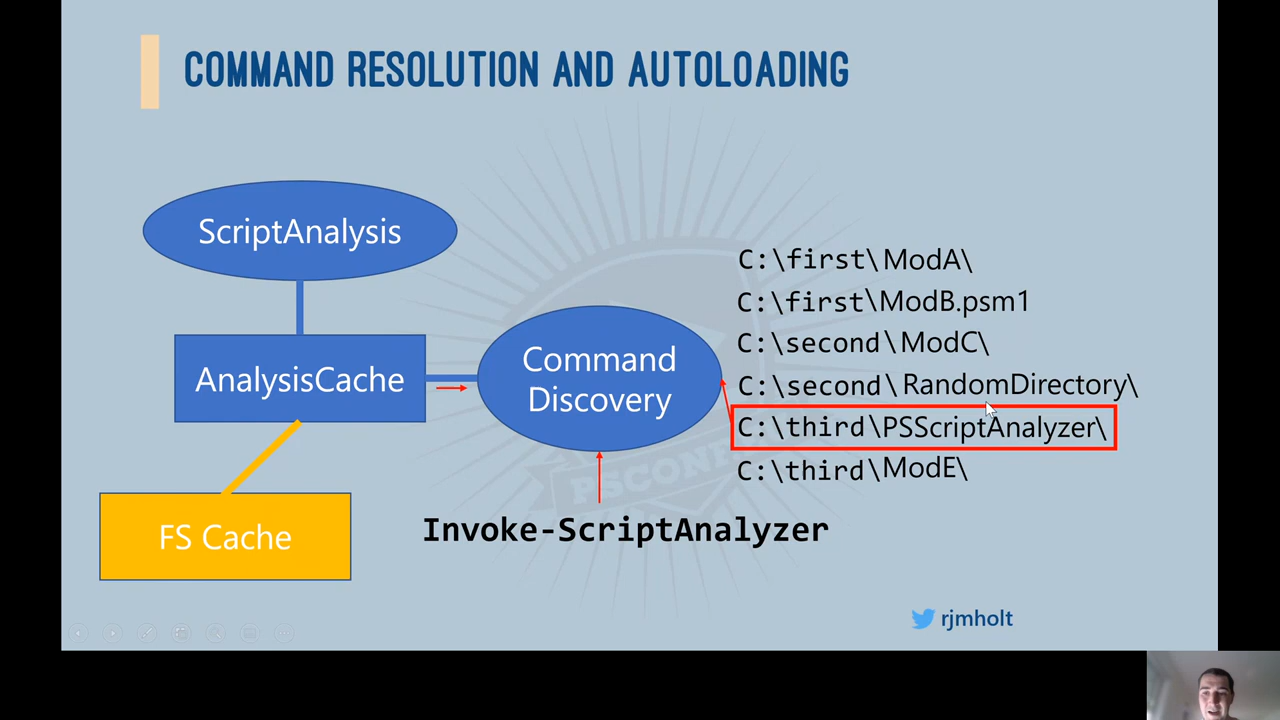 COMMAND RESOLUTION AND AUTOLOADING
ScriptAnalysis
AnalysisCache
FS Cache
Command
Discovery
Invoke-ScriptAnalyzer
C:\first\ModA\
C:\first\ModB.psm1
C:\second\ModC\
C:\second\RandomDirectory\
C:\third\PSScriptAnalyzer\
C:\third\ModE\
PSCONFE
rjmholt